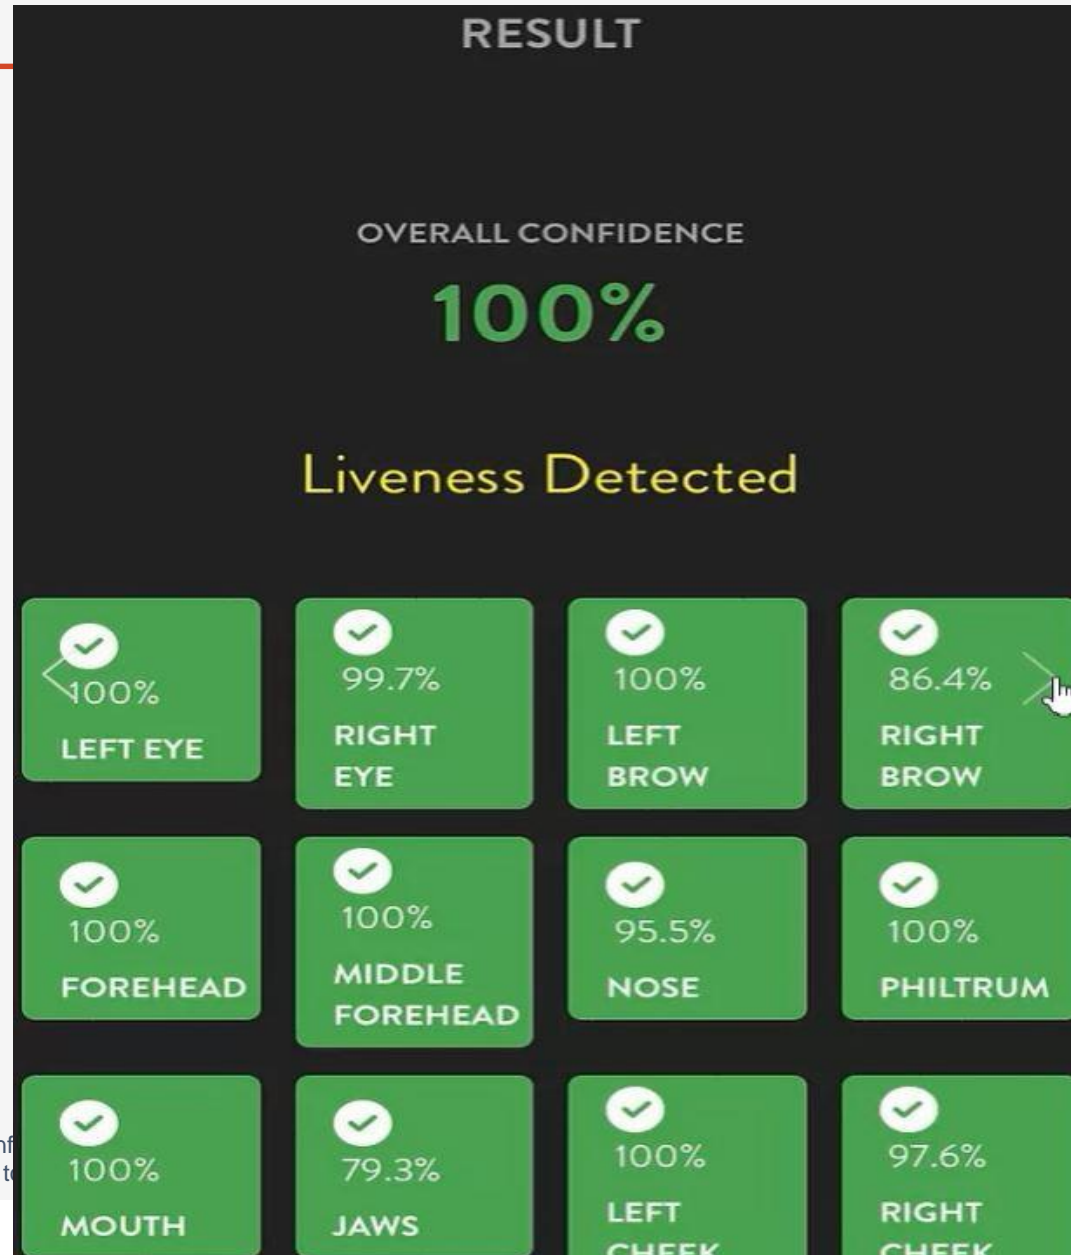 RESULT
OVERALL CONFIDENCE
100%
Liveness Detected
100%
LEFT EYE
99.7%
RIGHT
EYE
100%
LEFT
BROW
86.4%
RIGHT
BROW
100%
FOREHEAD
100%
MIDDLE
FOREHEAD
95.5%
NOSE
100%
PHILTRUM
100%
MOUTH
79.3%
JAWS
100%
LEFT
CHEEK
97.6%
RIGHT
CHEEK